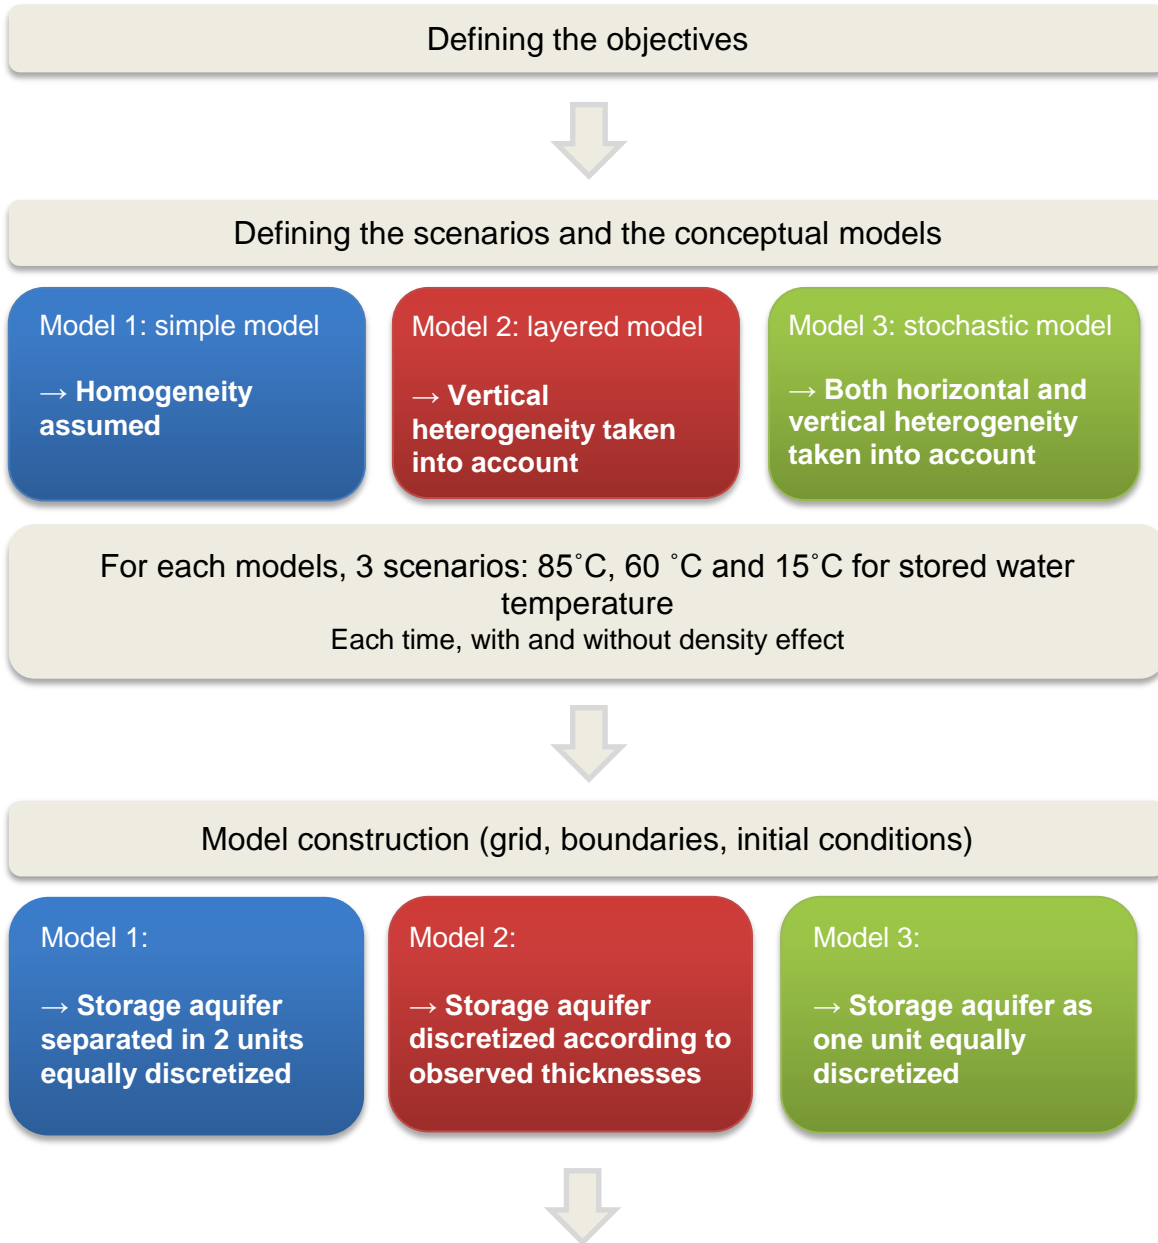 Defining the objectives
Defining the scenarios and the conceptual models
Model 1: simple model
→ Homogeneity
assumed
Model 2: layered model
→ Vertical
heterogeneity taken
into account
Model 3: stochastic model
→ Both horizontal and
vertical heterogeneity
taken into account
For each models, 3 scenarios: 85˚C, 60 ˚C and 15˚C for stored water
temperature
Each time, with and without density effect
Model construction (grid, boundaries, initial conditions)
Model 1:
→ Storage aquifer
separated in 2 units
equally discretized
Model 2:
→ Storage aquifer
discretized according to
observed thicknesses
Model 3:
→ Storage aquifer as
one unit equally
discretized